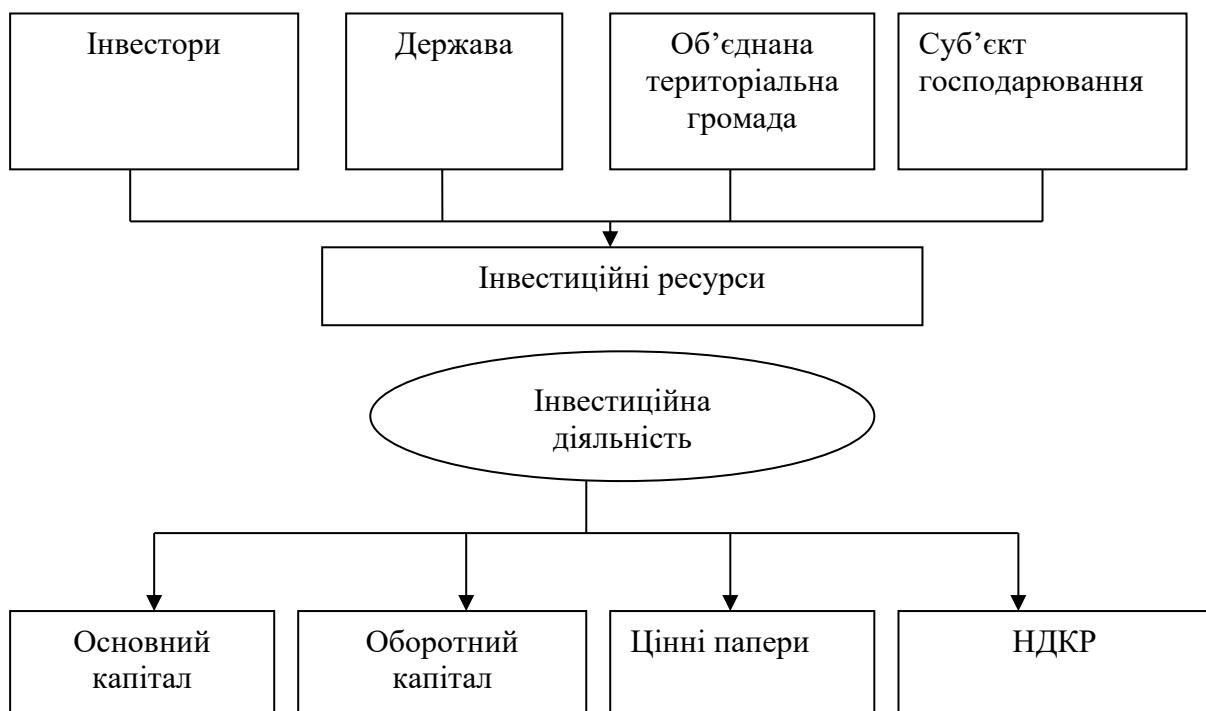 Інвестори
Держава
Об’єднана
територіальна
громада
Суб’єкт
господарювання
Інвестиційні ресурси
Інвестиційна
діяльність
Основний
капітал
Оборотний
капітал
Цінні папери
НДКР